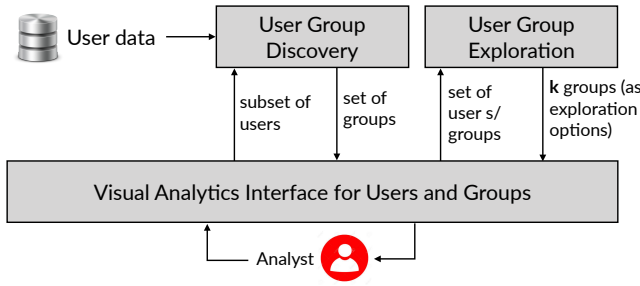 User data
User Group
Discovery
User Group
Exploration
subset of
users
set of
groups
set of
user s/
groups
k groups (as
exploration
options)
Visual Analytics Interface for Users and Groups
Analyst